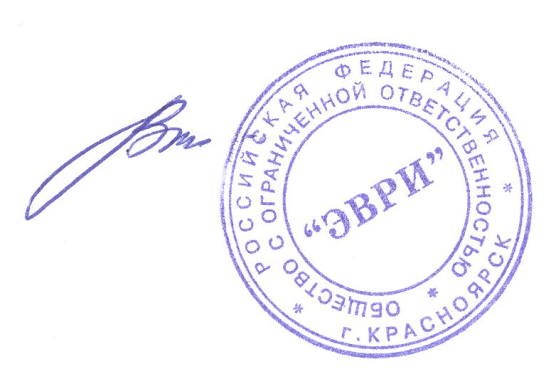 РОССИЙСКАЯ ФЕДЕРАЦИЯ * г.КРАСНОЯРСК *
ОБЩЕСТВО С ОГРАНИЧЕННОЙ ОТВЕТСТВЕННОСТЬЮ *
"ЭВРИ"